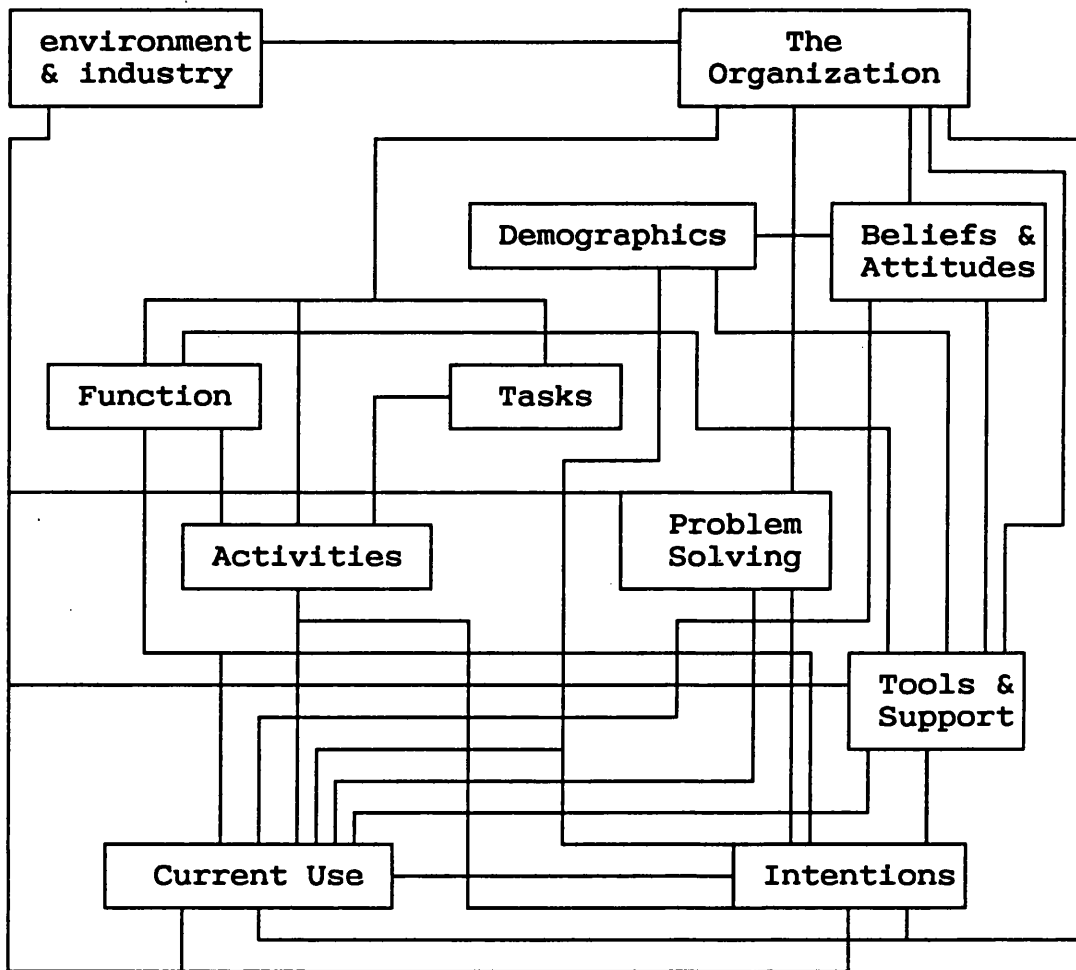 environment
& industry
The
Organization
Demographics
Beliefs &
Attitudes
Function
Tasks
Activities
Problem
Solving
Tools &
Support
Current Use
Intentions